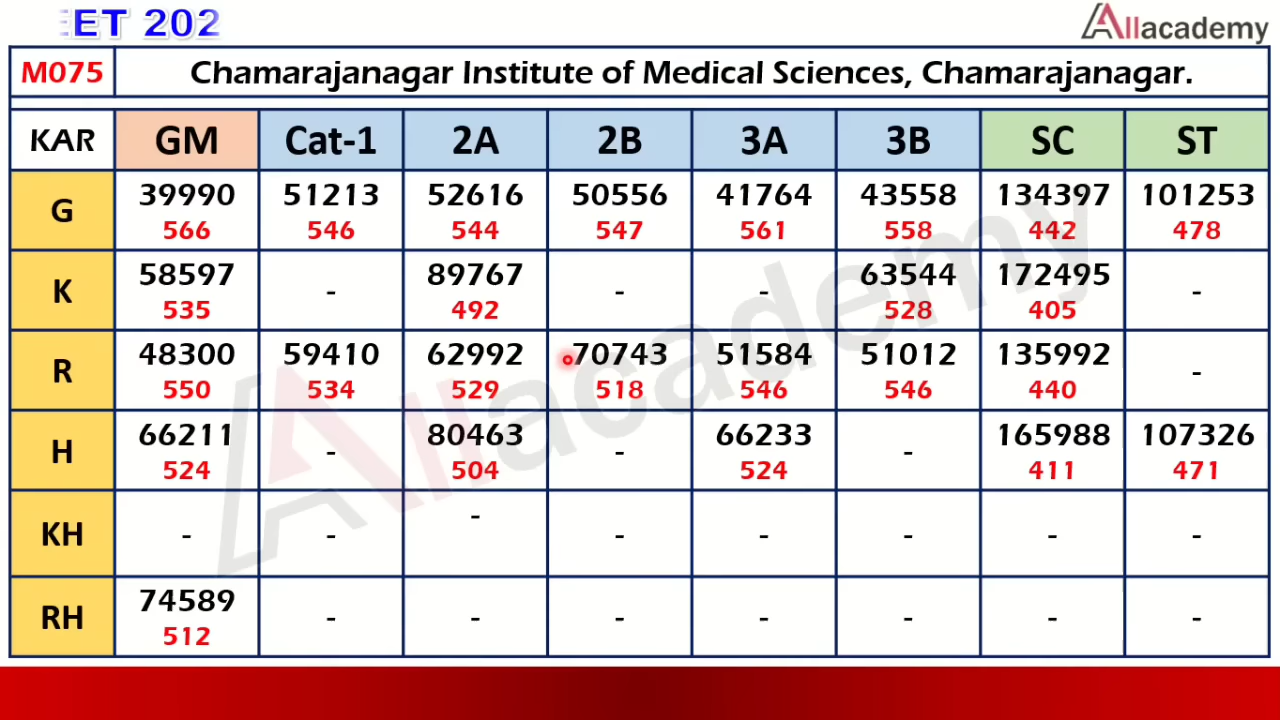 EET 202
Allacademy
M075 Chamarajanagar Institute of Medical Sciences, Chamarajanagar.
KAR GM Cat-1 2A 2B 3A 3B SC ST
G 39990 51213 52616 50556 41764 43558 134397 101253
566 546 544 547 561 558 442 478
K 58597 - 89767 - - 63544 172495 -
535 492 528 405
R 48300 59410 62992 70743 51584 51012 135992 -
550 534 529 518 546 546 440
H 66211 - 80463 - 66233 - 165988 107326
524 504 524 411 471
KH - - - - - - - -
RH 74589 - - - - - - -
512
Allacademy